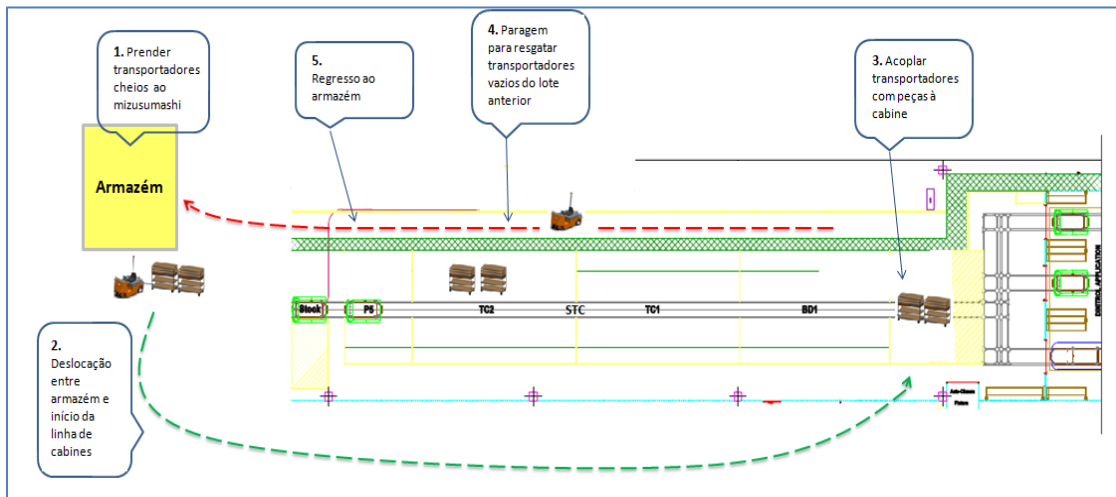 1. Prender
transportadores
cheios ao
mizusumashi
5.
Regresso ao
armazém
4. Paragem
para resgatar
transportadores
vazios do lote
anterior
3. Acoplar
transportadores
com peças à
cabine
Armazém
Stock
P5
TC2
STC
TC1
BD1
DINITROL APPLICATION
2.
Deslocação
entre
armazém e
início da
linha de
cabines